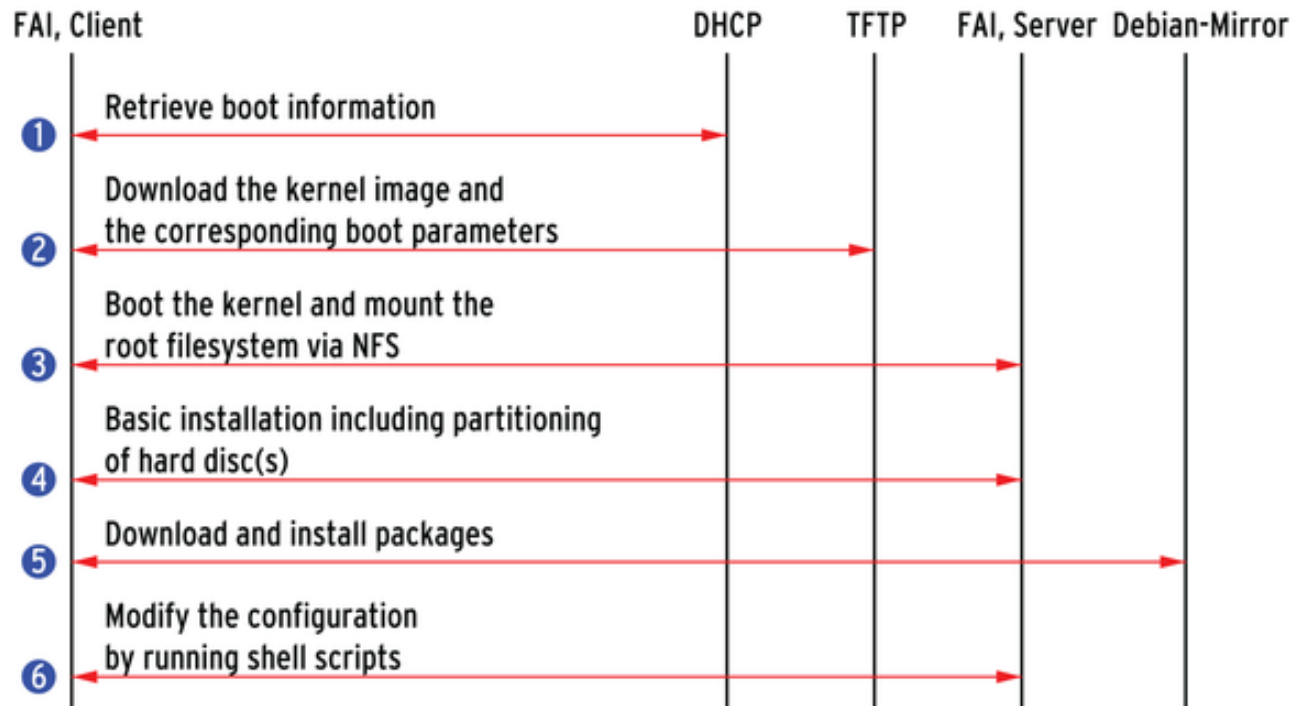 FAI, Client DHCP TFTP FAI, Server Debian-Mirror
1 Retrieve boot information
Download the kernel image and
2 the corresponding boot parameters
Boot the kernel and mount the
3 root filesystem via NFS
Basic installation including partitioning
4 of hard disc(s)
5 Download and install packages
Modify the configuration
6 by running shell scripts